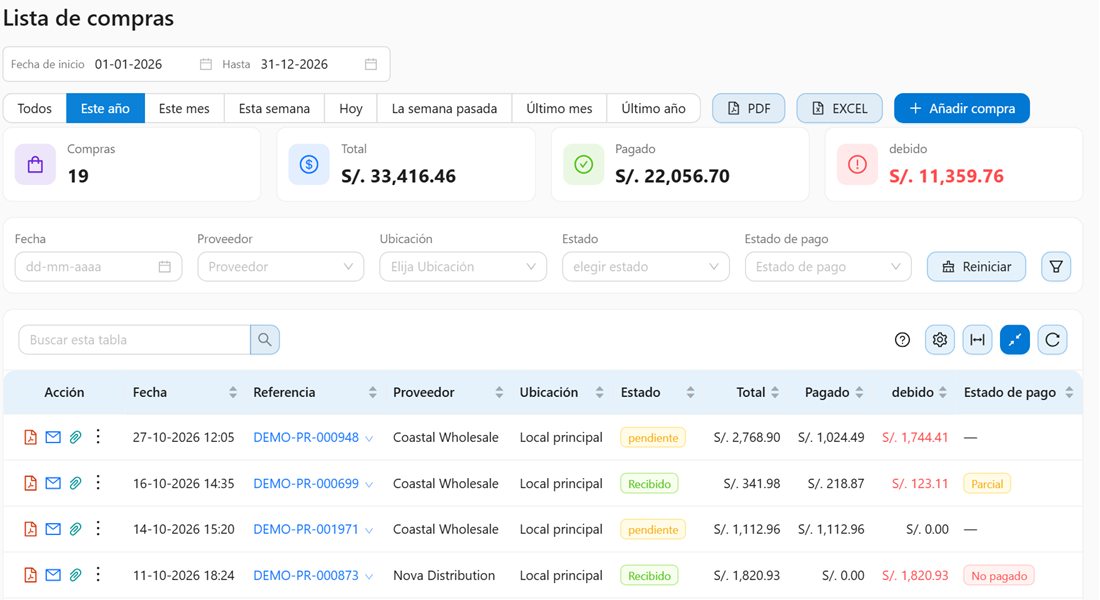 Lista de compras
Fecha de inicio 01-01-2026 Hasta 31-12-2026
Todos Este año Este mes Esta semana Hoy La semana pasada Último mes Último año PDF EXCEL + Añadir compra
Compras Total Pagado debido
19 S/. 33,416.46 S/. 22,056.70 S/. 11,359.76
Fecha Proveedor Ubicación Estado Estado de pago
dd-mm-aaaa Proveedor Elija Ubicación elegir estado Estado de pago Reiniciar
Buscar esta tabla
Acción Fecha Referencia Proveedor Ubicación Estado Total Pagado debido Estado de pago
27-10-2026 12:05 DEMO-PR-000948 Coastal Wholesale Local principal pendiente S/. 2,768.90 S/. 1,024.49 S/. 1,744.41 —
16-10-2026 14:35 DEMO-PR-000699 Coastal Wholesale Local principal Recibido S/. 341.98 S/. 218.87 S/. 123.11 Parcial
14-10-2026 15:20 DEMO-PR-001971 Coastal Wholesale Local principal pendiente S/. 1,112.96 S/. 1,112.96 S/. 0.00 —
11-10-2026 18:24 DEMO-PR-000873 Nova Distribution Local principal Recibido S/. 1,820.93 S/. 0.00 S/. 1,820.93 No pagado